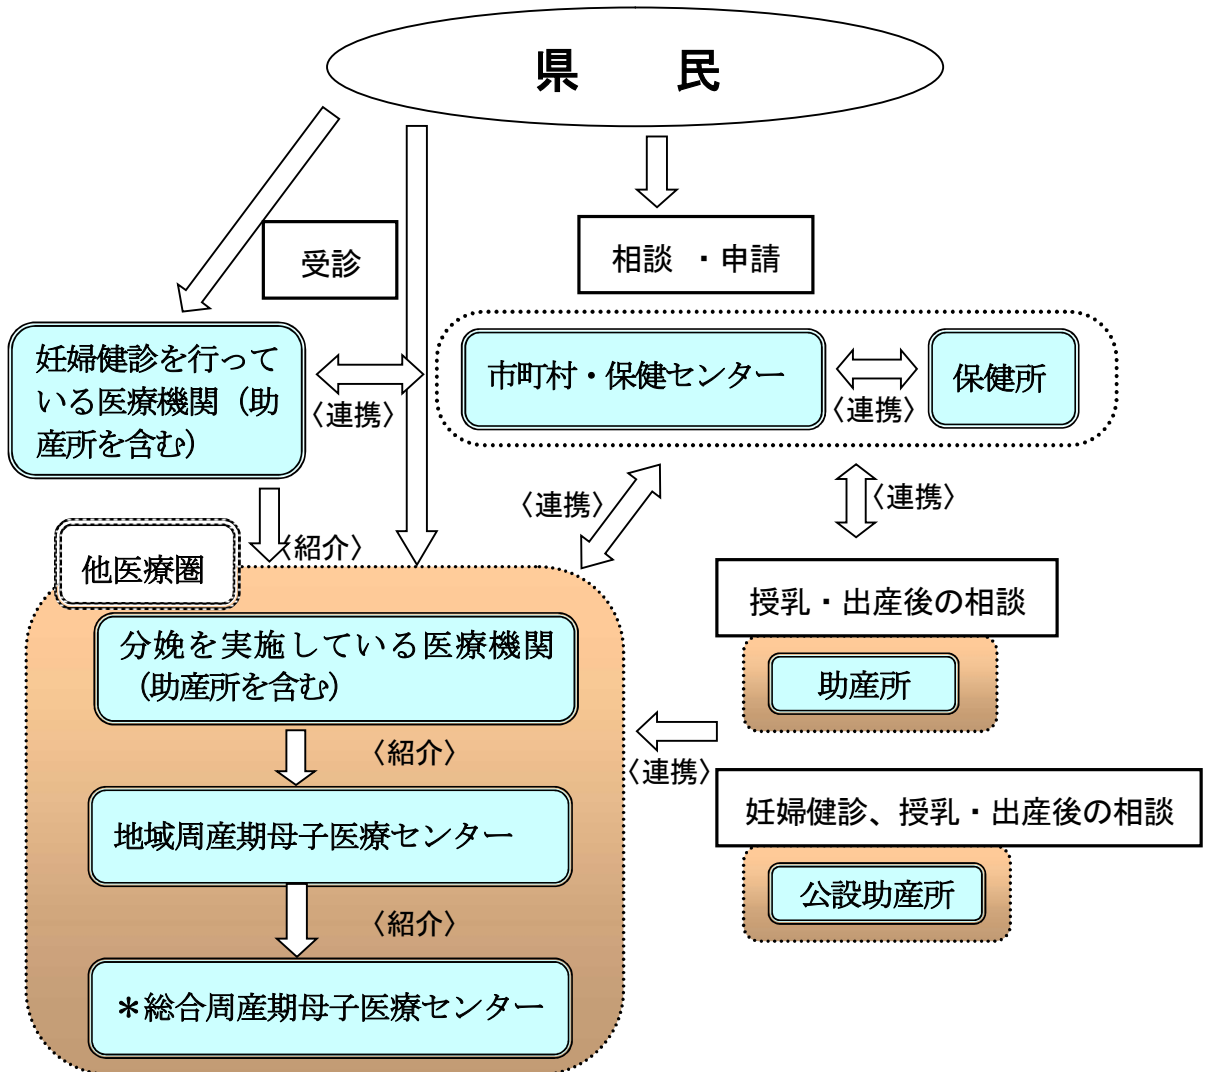 県　　民
受診
相談 ・申請
妊婦健診を行って
いる医療機関（助
産所を含む）
〈連携〉
市町村・保健センター
〈連携〉
保健所
〈連携〉
〈連携〉
〈紹介〉
他医療圏
分娩を実施している医療機関
（助産所を含む）
〈紹介〉
地域周産期母子医療センター
〈紹介〉
＊総合周産期母子医療センター
授乳・出産後の相談
助産所
〈連携〉
妊婦健診、授乳・出産後の相談
公設助産所